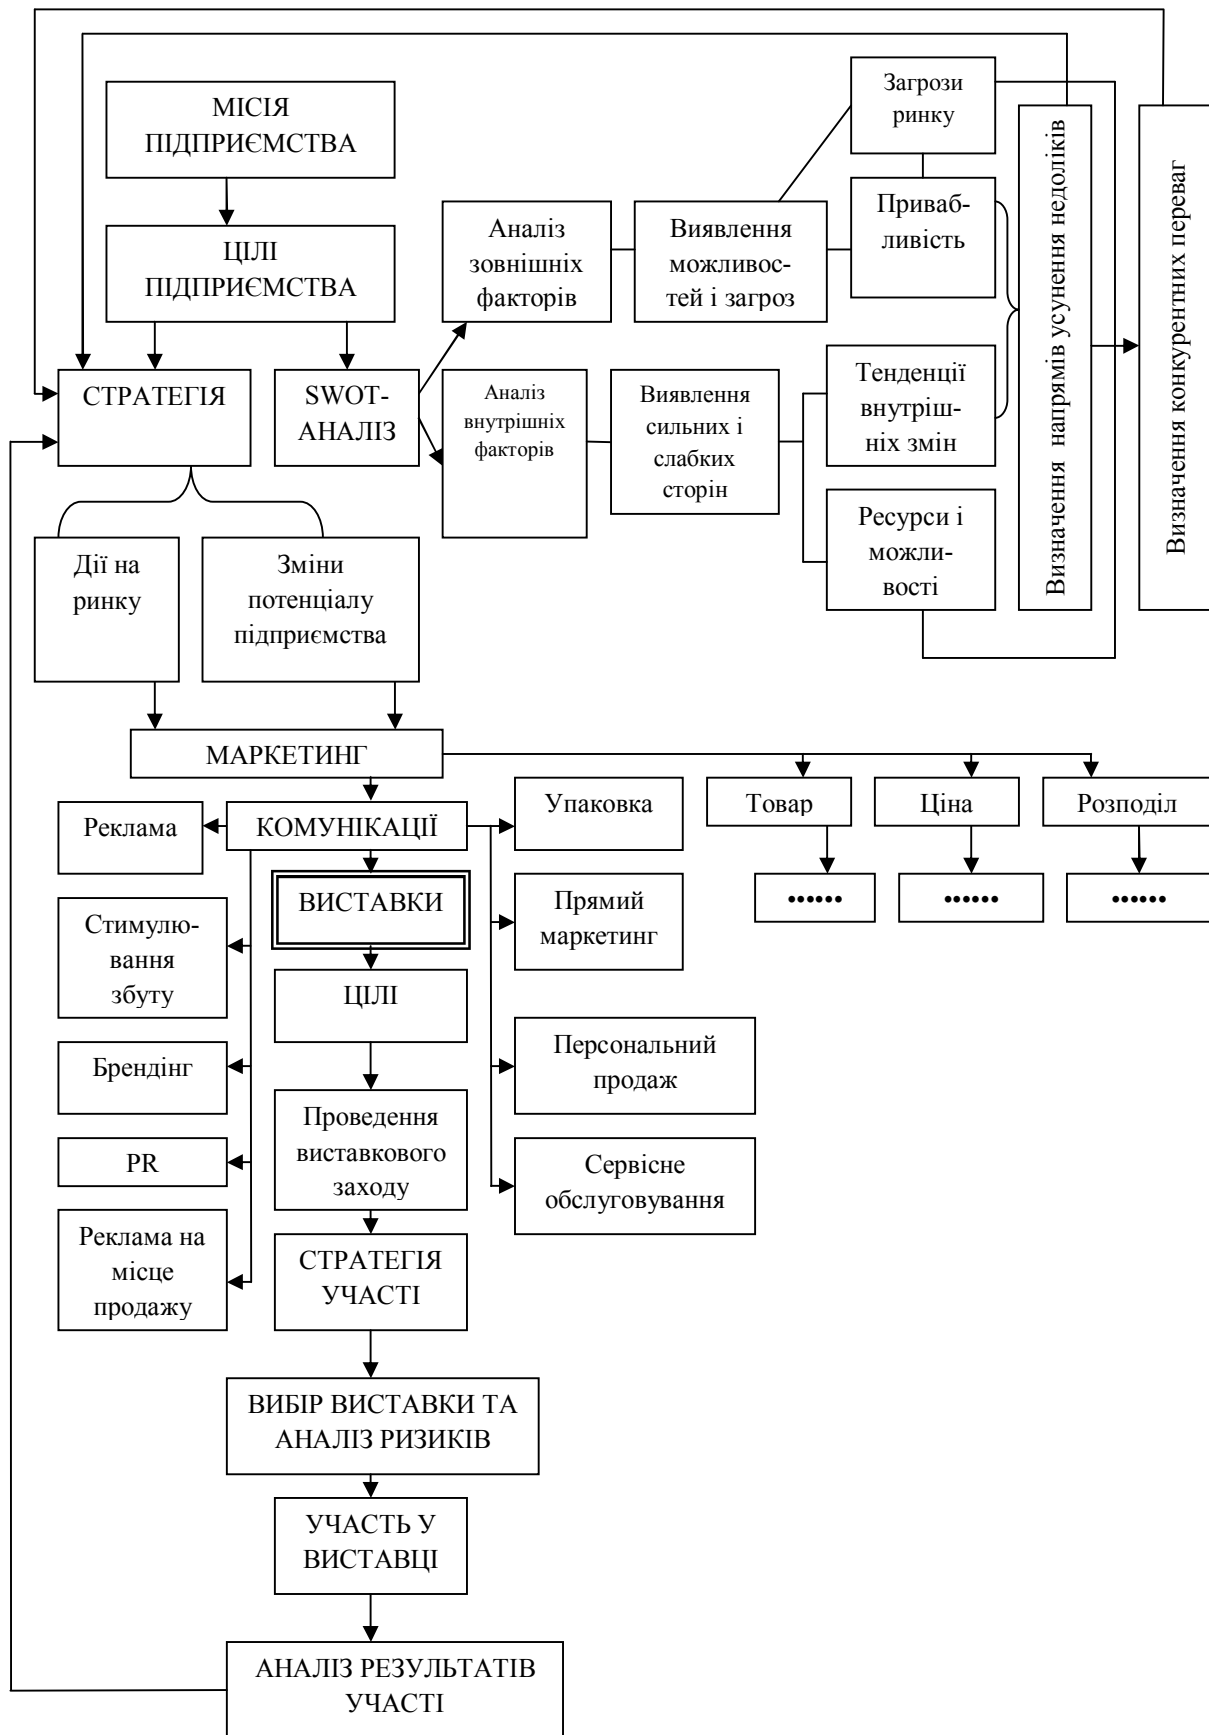 МІСІЯ
ПІДПРИЄМСТВА
ЦІЛІ
ПІДПРИЄМСТВА
СТРАТЕГІЯ
SWOT-
АНАЛІЗ
Аналіз
зовнішніх
факторів
Виявлення
можливос-
тей і загроз
Загрози
ринку
Приваб-
ливість
Аналіз
внутрішніх
факторів
Виявлення
сильних і
слабких
сторін
Тенденції
внутріш-
ніх змін
Ресурси і
можли-
вості
Визначення напрямів усунення недоліків
Визначення конкурентних переваг
Дії на
ринку
Зміни
потенціалу
підприємства
МАРКЕТИНГ
Реклама
КОМУНІКАЦІЇ
Упаковка
Товар
Ціна
Розподіл
••••••
••••••
••••••
ВИСТАВКИ
Стимулю-
вання
збуту
Прямий
маркетинг
ЦІЛІ
Брендінг
Персональний
продаж
PR
Проведення
виставкового
заходу
Сервісне
обслуговування
Реклама на
місце
продажу
СТРАТЕГІЯ
УЧАСТІ
ВИБІР ВИСТАВКИ ТА
АНАЛІЗ РИЗИКІВ
УЧАСТЬ У
ВИСТАВЦІ
АНАЛІЗ РЕЗУЛЬТАТІВ
УЧАСТІ